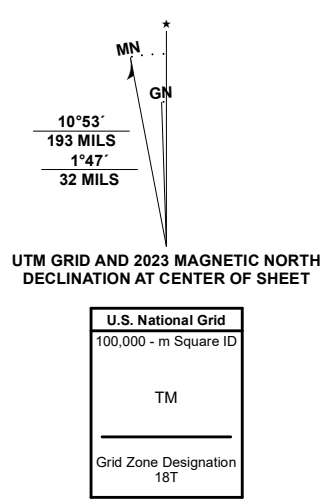 ★
MN
GN
10°53´
193 MILS
1°47´
32 MILS
UTM GRID AND 2023 MAGNETIC NORTH
DECLINATION AT CENTER OF SHEET
U.S. National Grid
100,000 - m Square ID
TM
Grid Zone Designation
18T